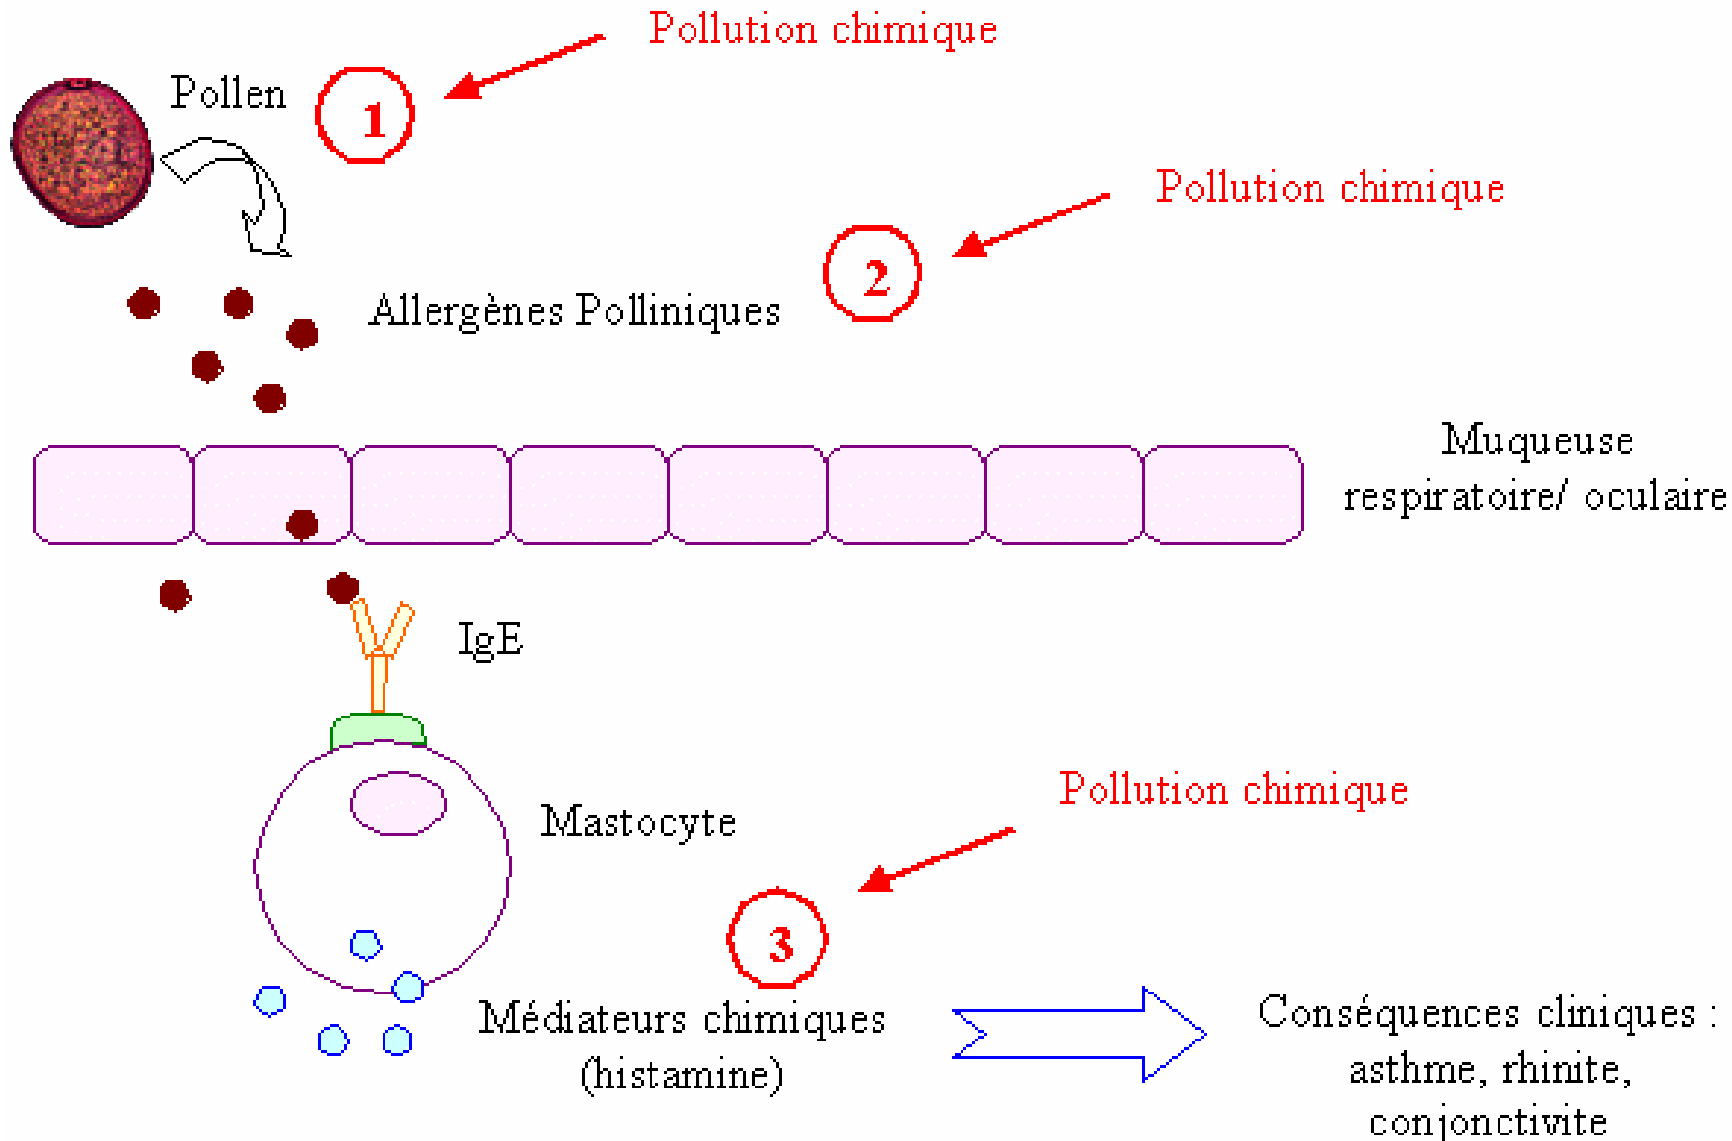 Pollution chimique
Pollen
1
Pollution chimique
2
Allergènes Polliniques
Muqueuse
respiratoire/ oculaire
IgE
Pollution chimique
Mastocyte
3
Médiateurs chimiques
(histamine)
Conséquences cliniques :
asthme, rhinite,
conjonctivite